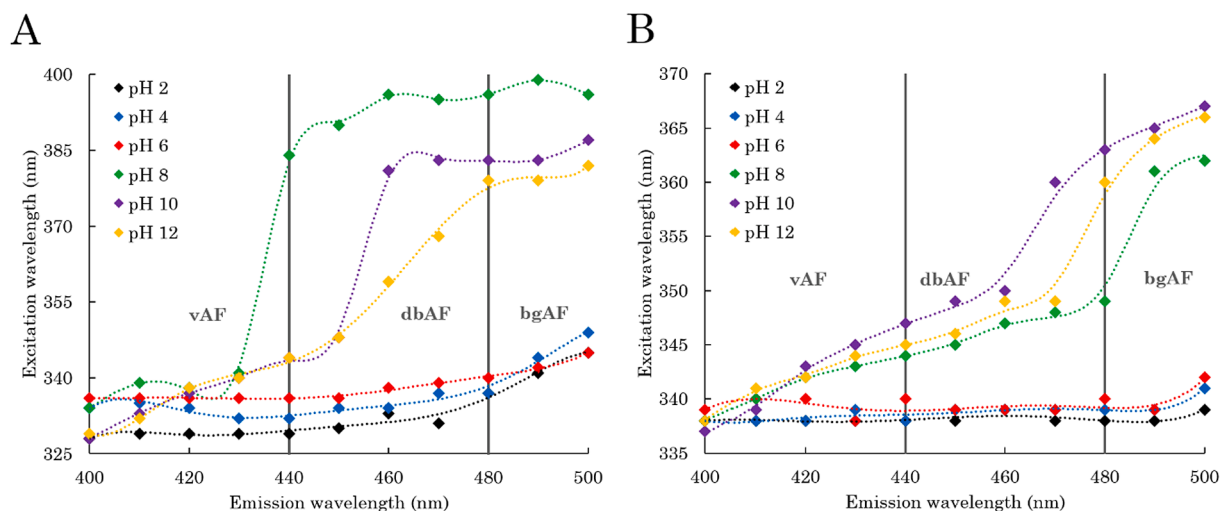 A
B
400
385
370
355
340
325
Excitation wavelength (nm)
pH 2
pH 4
pH 6
pH 8
pH 10
pH 12
vAF
dbAF
bgAF
400
420
440
460
480
500
Emission wavelength (nm)
370
365
360
355
350
345
340
335
Excitation wavelength (nm)
pH 2
pH 4
pH 6
pH 8
pH 10
pH 12
vAF
dbAF
bgAF
400
420
440
460
480
500
Emission wavelength (nm)